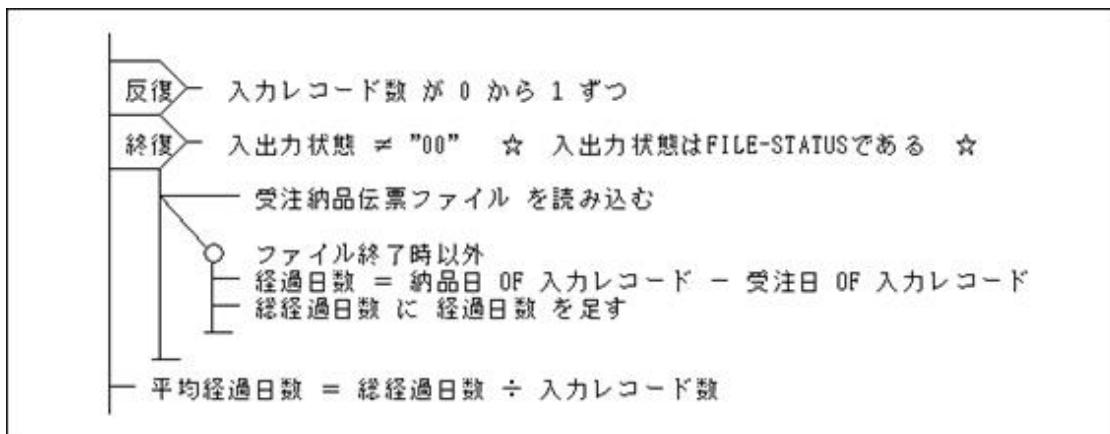 反復 入力レコード数 が 0 から 1 ずつ
終復 入出力状態 ≠ ”00” ☆ 入出力状態はFILE-STATUSである ☆
受注納品伝票ファイル を読み込む
ファイル終了時以外
経過日数 = 納品日 OF 入力レコード - 受注日 OF 入力レコード
総経過日数 に 経過日数 を足す
平均経過日数 = 総経過日数 ÷ 入力レコード数